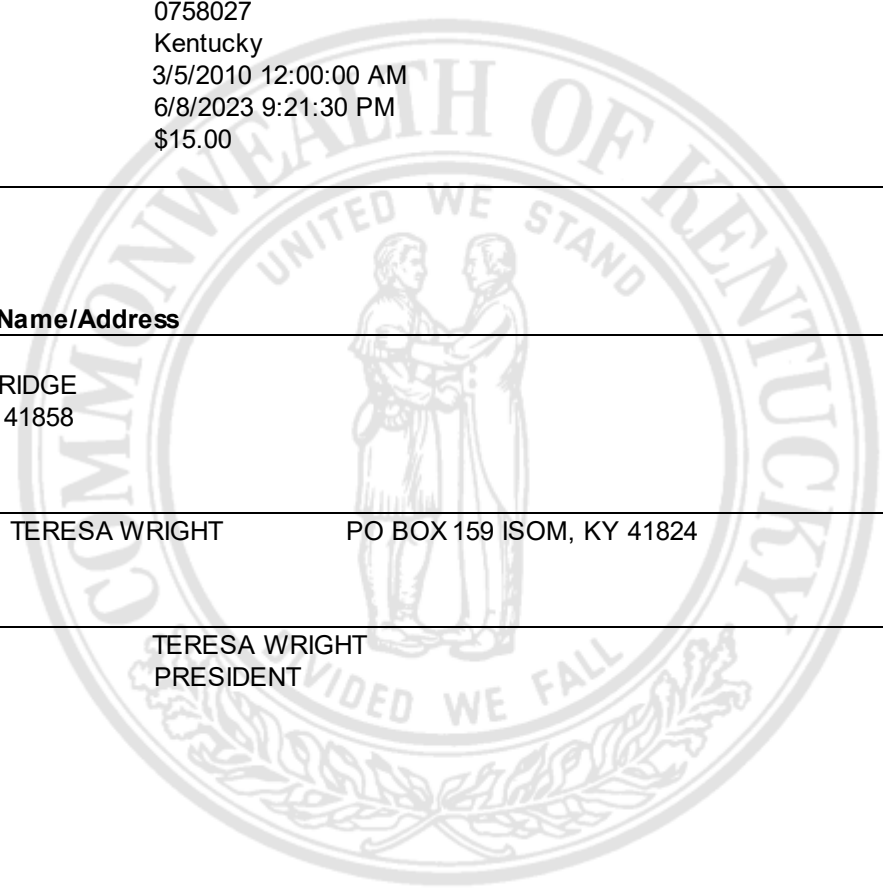 0758027
Kentucky
3/5/2010 12:00:00 AM
6/8/2023 9:21:30 PM
$15.00
Name/Address
RIDGE
41858
TERESA WRIGHT PO BOX 159 ISOM, KY 41824
TERESA WRIGHT
PRESIDENT
COMMONWEALTH OF KENTUCKY
UNITED WE STAND
DIVIDED WE FALL